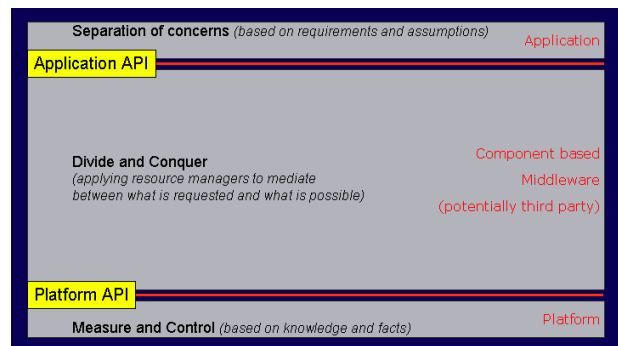 Separation of concerns (based on requirements and assumptions)
Application
Application API
Divide and Conquer
(applying resource managers to mediate
between what is requested and what is possible)
Component based
Middleware
(potentially third party)
Platform API
Platform
Measure and Control (based on knowledge and facts)